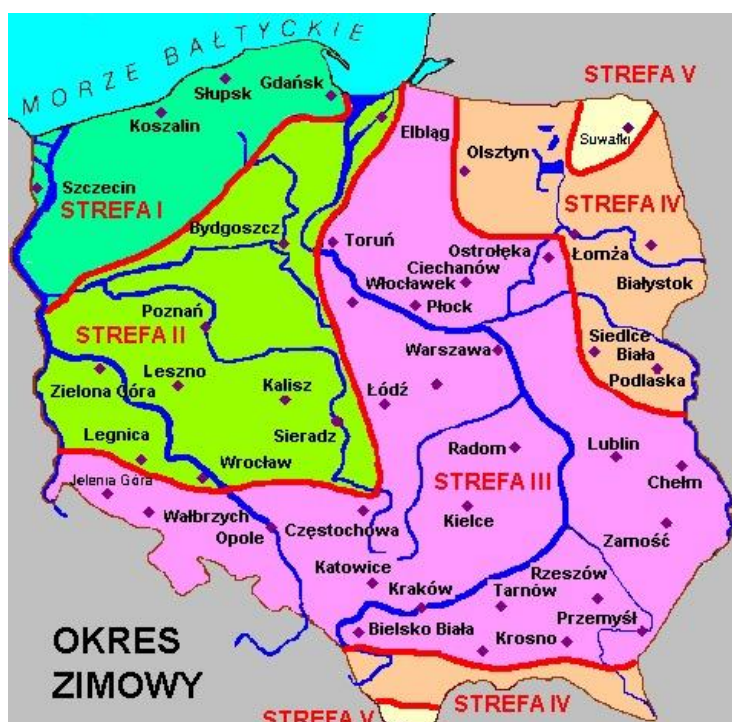 MORZE BAŁTYCKIE
STREFA V
Słupsk
Gdańsk
Koszalin
Elbląg
Suwałki
Olsztyn
Szczecin
STREFA I
STREFA IV
Bydgoszcz
Toruń
Ostrołęka
Łomża
Ciechanów
Włocławek
Białystok
Poznań
Płock
STREFA II
Siedlce
Warszawa
Biała
Podlaska
Leszno
Zielona Góra
Kalisz
Łódź
Legnica
Sieradz
Radom
Lublin
Wrocław
Jelenia Góra
STREFA III
Chełm
Wałbrzych
Opole
Częstochowa
Kielce
Zamość
Katowice
Rzeszów
Kraków
Tarnów
Przemyśl
Bielsko Biała
Krosno
OKRES
ZIMOWY
STREFA IV
STREFA V